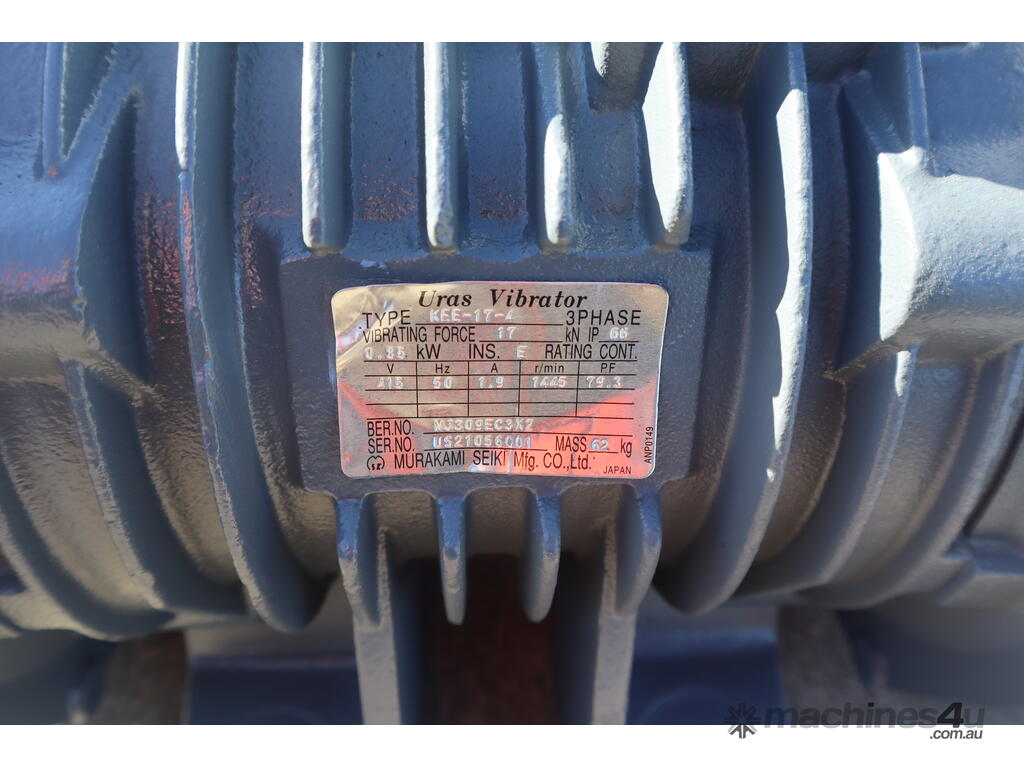 Uras Vibrator
TYPE KEE-17-4 3PHASE
VIBRATING FORCE 17 kN IP 66
0.85 kW INS. E RATING CONT.
V Hz A r/min PF
415 50 1.9 1445 79.3
BER.NO.
SER.NO. US21056001 MASS 62 kg
MURAKAMI SEIKI Mfg. CO.,Ltd.
JAPAN
ANP0149
machines4u
.com.au